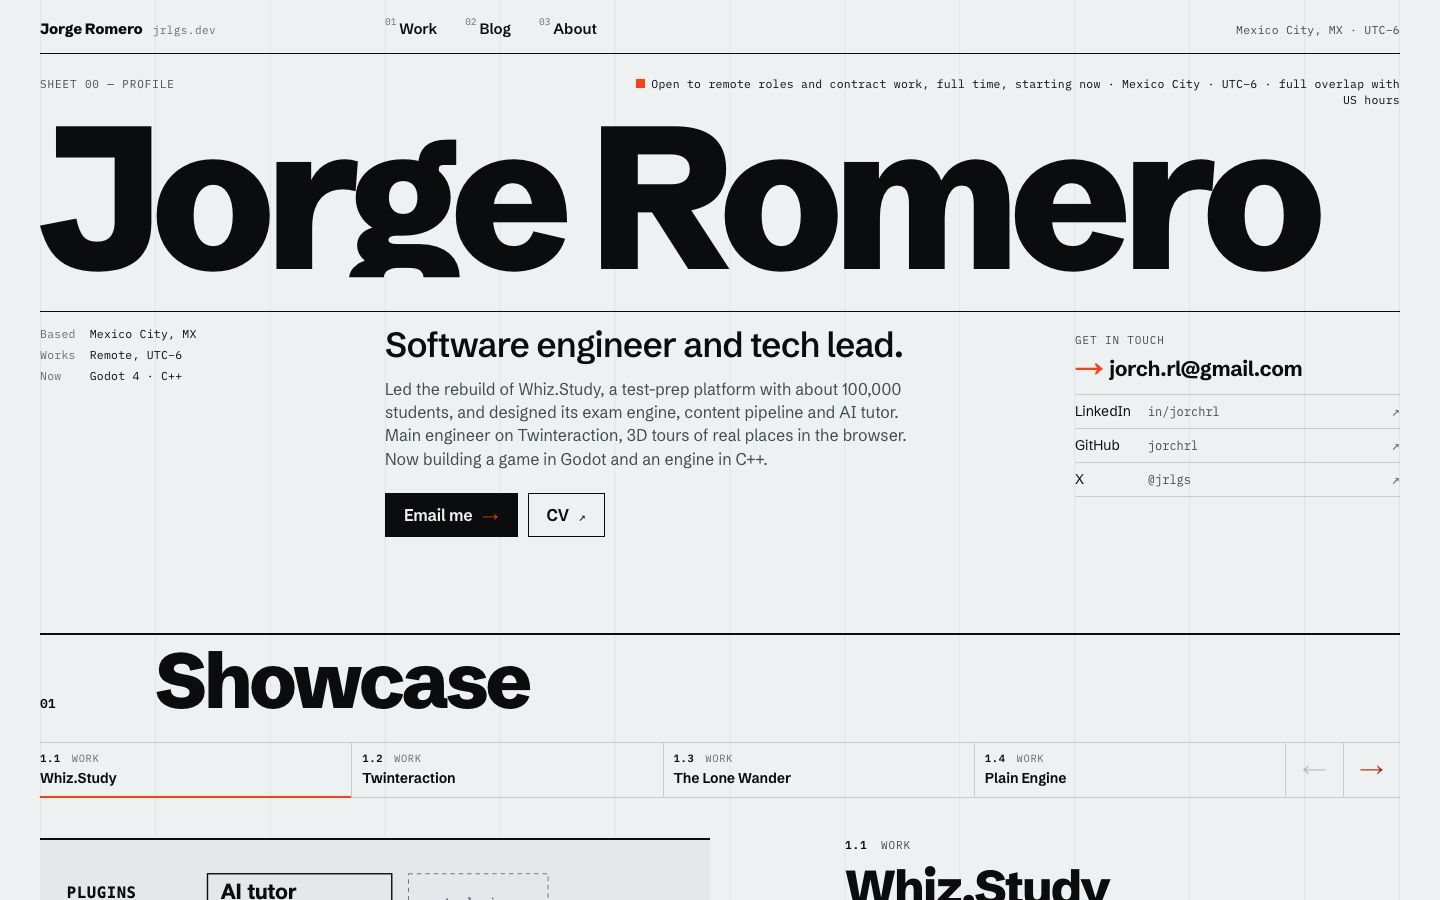 Jorge Romero jrlgs.dev 01 Work 02 Blog 03 About Mexico City, MX · UTC−6
SHEET 00 — PROFILE
Open to remote roles and contract work, full time, starting now · Mexico City · UTC−6 · full overlap with
US hours
Jorge Romero
Based Mexico City, MX
Works Remote, UTC−6
Now Godot 4 · C++
Software engineer and tech lead.
Led the rebuild of Whiz.Study, a test-prep platform with about 100,000
students, and designed its exam engine, content pipeline and AI tutor.
Main engineer on Twinteraction, 3D tours of real places in the browser.
Now building a game in Godot and an engine in C++.
Email me →
CV ↗
GET IN TOUCH
→ jorch.rl@gmail.com
LinkedIn in/jorchrl ↗
GitHub jorchrl ↗
X @jrlgs ↗
01 Showcase
1.1 WORK
Whiz.Study
1.2 WORK
Twinteraction
1.3 WORK
The Lone Wander
1.4 WORK
Plain Engine
← →
PLUGINS
AI tutor
1.1 WORK
Whiz.Study